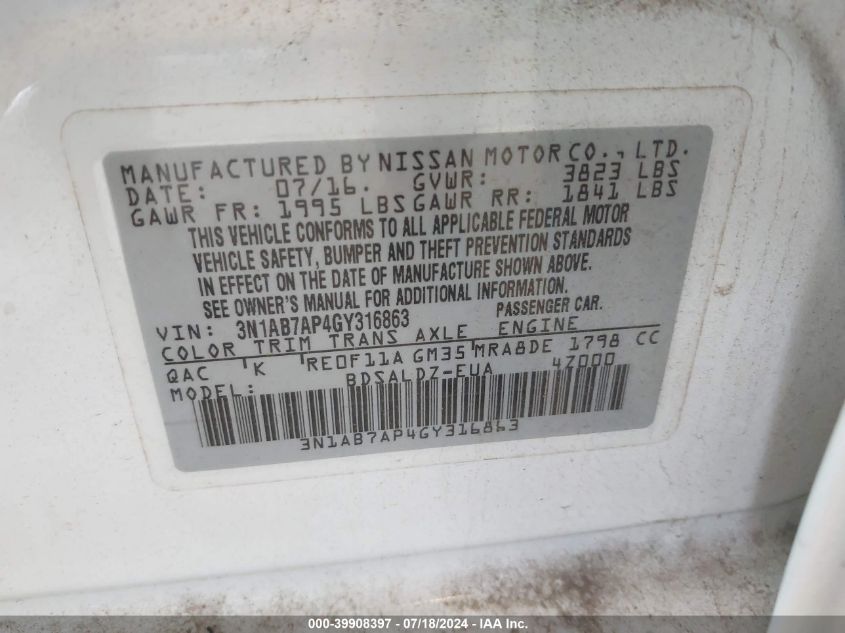 MANUFACTURED BY NISSAN MOTOR CO., LTD.
DATE: 07/16. GVWR: 3823 LBS
GAWR FR: 1995 LBS GAWR RR: 1841 LBS
THIS VEHICLE CONFORMS TO ALL APPLICABLE FEDERAL MOTOR
VEHICLE SAFETY, BUMPER AND THEFT PREVENTION STANDARDS
IN EFFECT ON THE DATE OF MANUFACTURE SHOWN ABOVE.
SEE OWNER'S MANUAL FOR ADDITIONAL INFORMATION.
VIN: 3N1AB7AP4GY316863 PASSENGER CAR.
COLOR TRIM TRANS AXLE ENGINE
QAC K RE0F11A GM35 MRA8DE 1798 CC
MODEL: BDSALDZ-EUA 47000
3N1AB7AP4GY316863
000-39908397 - 07/18/2024 - IAAI.COM